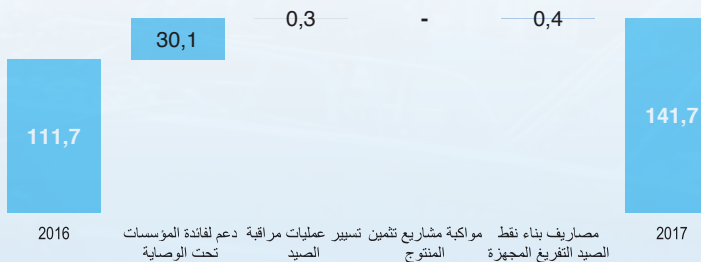 30,1
0,3
-
0,4
111,7
141,7
2016
دعم لفائدة المؤسسات
تحت الوصاية
تسيير عمليات مراقبة
الصيد
مواكبة مشاريع تثمين
المنتوج
مصاريف بناء نقط
الصيد التفريغ المجهزة
2017